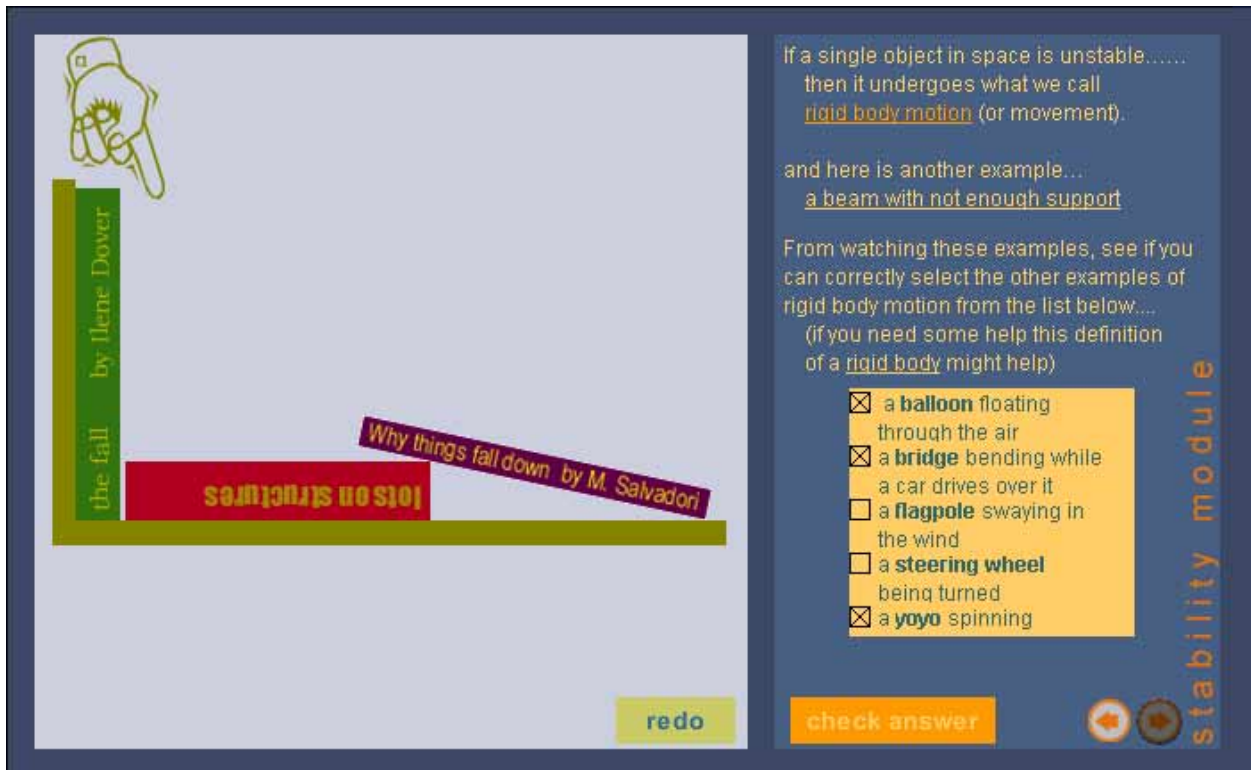 the fall by Ilene Dover
lots on structures
Why things fall down by M. Salvadori
redo
If a single object in space is unstable......
then it undergoes what we call
rigid body motion (or movement).
and here is another example...
a beam with not enough support
From watching these examples, see if you
can correctly select the other examples of
rigid body motion from the list below....
(if you need some help this definition
of a rigid body might help)
a balloon floating
through the air
a bridge bending while
a car drives over it
a flagpole swaying in
the wind
a steering wheel
being turned
a yoyo spinning
check answer
stability module